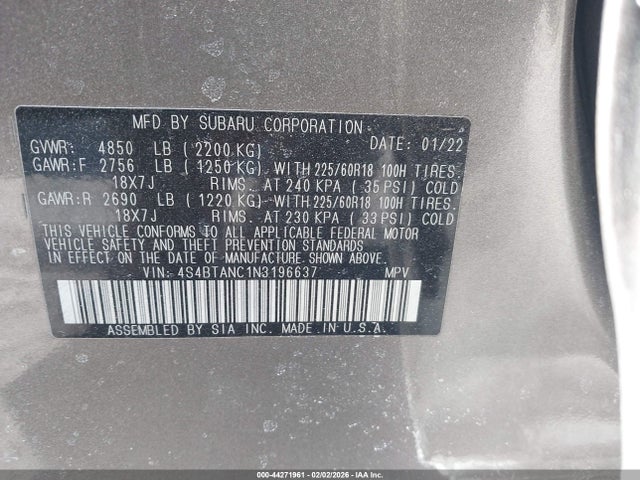 MFD BY SUBARU CORPORATION
DATE: 01/22
GVWR: 4850 LB ( 2200 KG)
GAWR:F 2756 LB ( 1250 KG) WITH 225/60R18 100H TIRES.
18X7J RIMS. AT 240 KPA ( 35 PSI) COLD
GAWR:R 2690 LB ( 1220 KG) WITH 225/60R18 100H TIRES.
18X7J RIMS. AT 230 KPA ( 33 PSI) COLD
THIS VEHICLE CONFORMS TO ALL APPLICABLE FEDERAL MOTOR
VEHICLE SAFETY AND THEFT PREVENTION STANDARDS
IN EFFECT ON THE DATE OF MANUFACTURE SHOWN ABOVE.
VIN: 4S4BTANC1N3196637 MPV
ASSEMBLED BY SIA INC. MADE IN U.S.A.
000-44271961 - 02/02/2026 - IAA Inc.